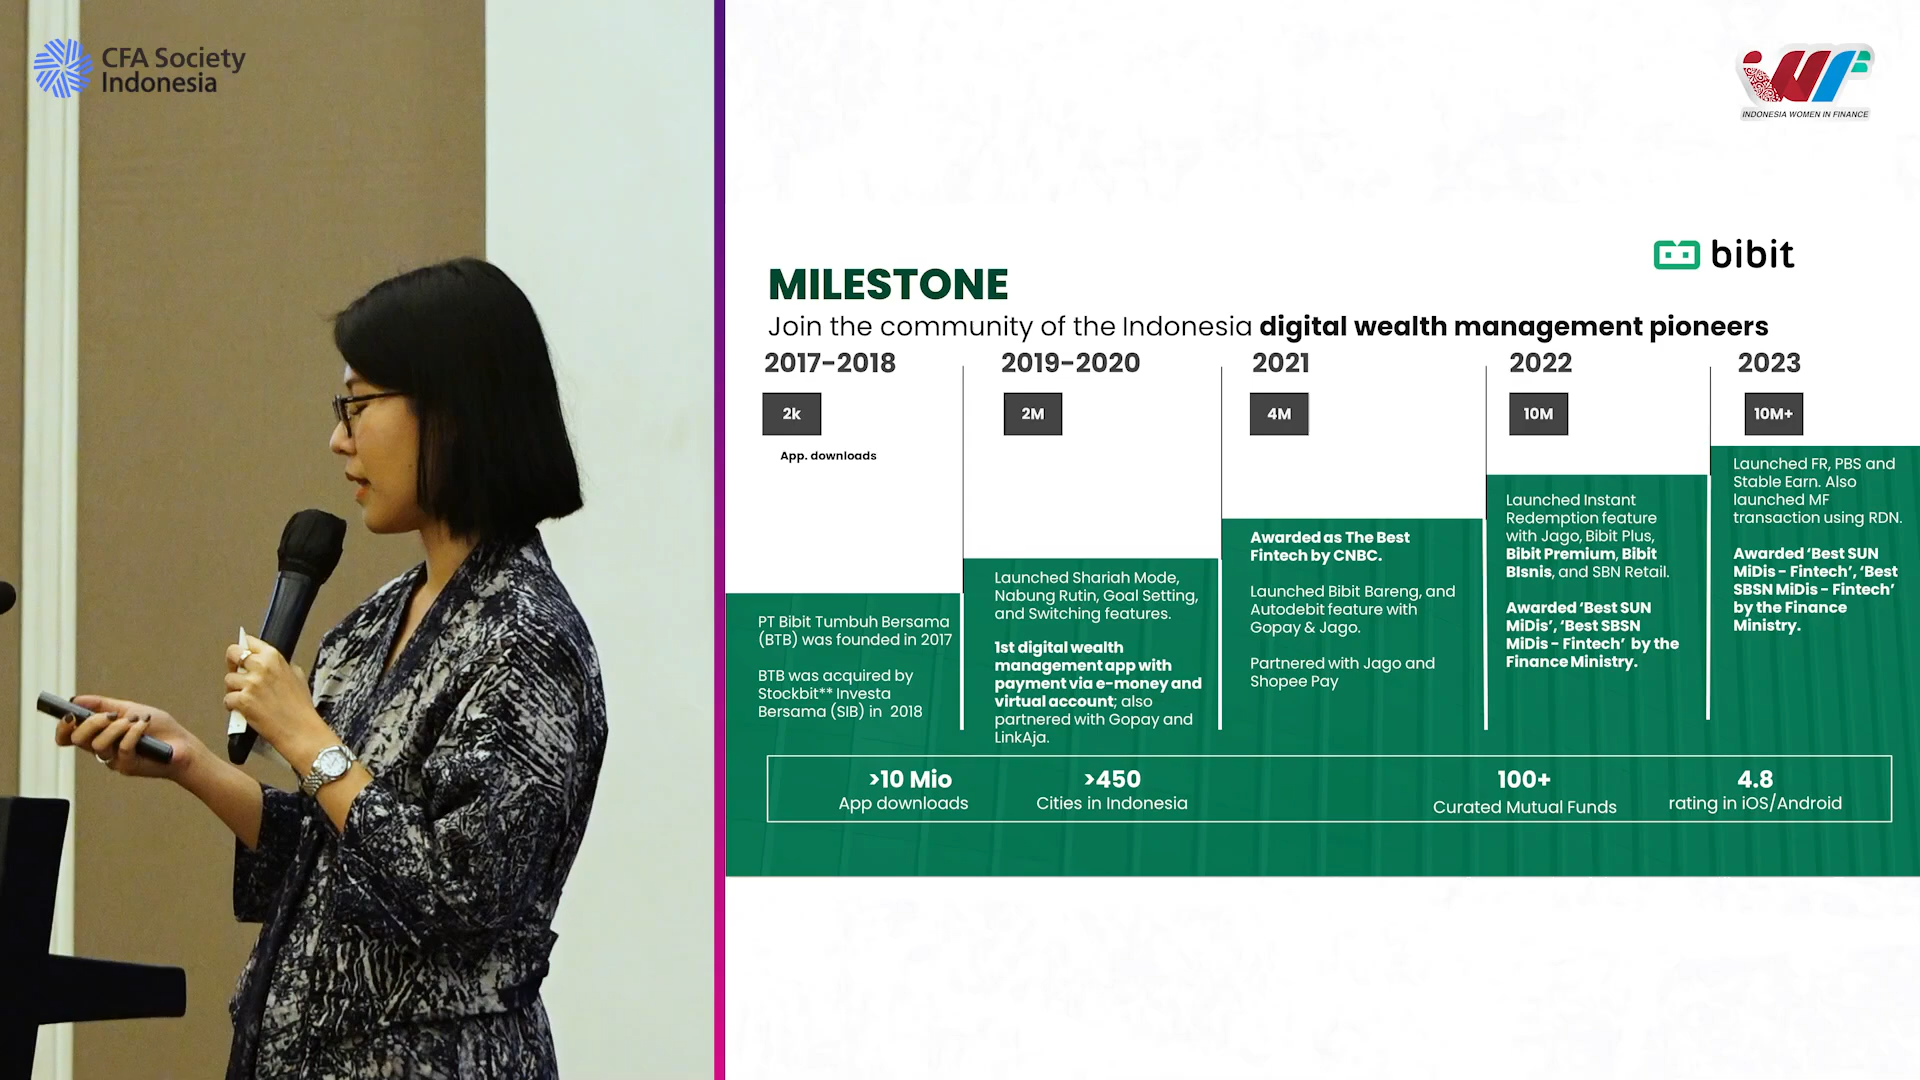 CFA Society
Indonesia
iWF
INDONESIA WOMEN IN FINANCE
bibit
MILESTONE
Join the community of the Indonesia digital wealth management pioneers
2017-2018
2k
App. downloads
PT Bibit Tumbuh Bersama
(BTB) was founded in 2017
BTB was acquired by
Stockbit** Investa
Bersama (SIB) in 2018
2019-2020
2M
Launched Shariah Mode,
Nabung Rutin, Goal Setting,
and Switching features.
1st digital wealth
management app with
payment via e-money and
virtual account; also
partnered with Gopay and
LinkAja.
2021
4M
Awarded as The Best
Fintech by CNBC.
Launched Bibit Bareng, and
Autodebit feature with
Gopay & Jago.
Partnered with Jago and
Shopee Pay
2022
10M
Launched Instant
Redemption feature
with Jago, Bibit Plus,
Bibit Premium, Bibit
BIsnis, and SBN Retail.
Awarded ‘Best SUN
MiDis’, ‘Best SBSN
MiDis - Fintech’ by the
Finance Ministry.
2023
10M+
Launched FR, PBS and
Stable Earn. Also
launched MF
transaction using RDN.
Awarded ‘Best SUN
MiDis - Fintech’, ‘Best
SBSN MiDis - Fintech’
by the Finance
Ministry.
>10 Mio
App downloads
>450
Cities in Indonesia
100+
Curated Mutual Funds
4.8
rating in iOS/Android